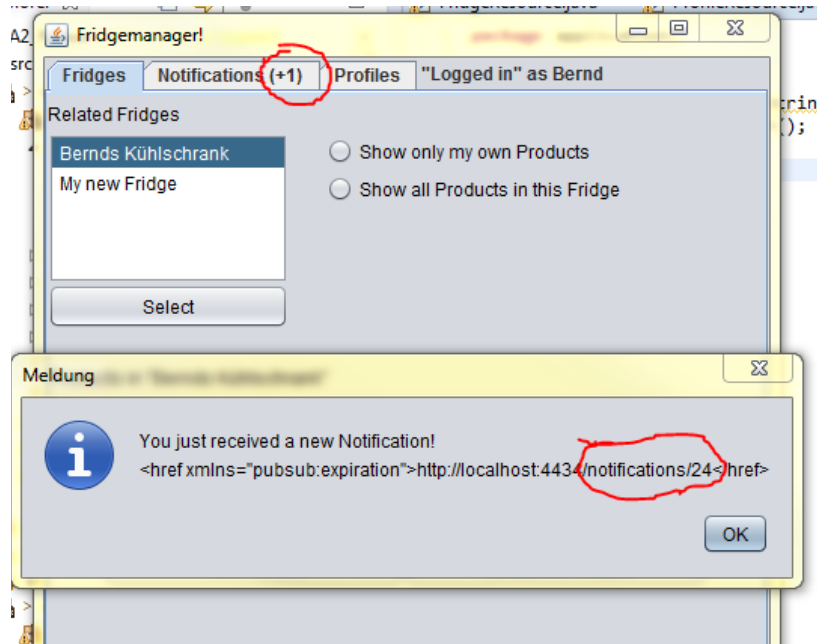 A2_
Fridgemanager!
src
Fridges Notifications (+1) Profiles "Logged in" as Bernd
Related Fridges
Bernds Kühlschrank
My new Fridge
Show only my own Products
Show all Products in this Fridge
Select
Meldung
You just received a new Notification!
<href xmlns="pubsub:expiration">http://localhost:4434/notifications/24</href>
OK